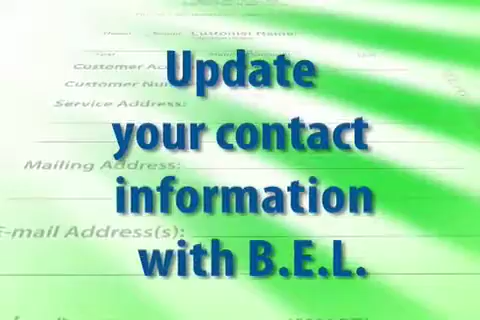 Customer Name:
Customer Ac
Update
Customer Nu
Service Address:
your contact
Mailing Address:
information
E-mail Address(s):
with B.E.L.